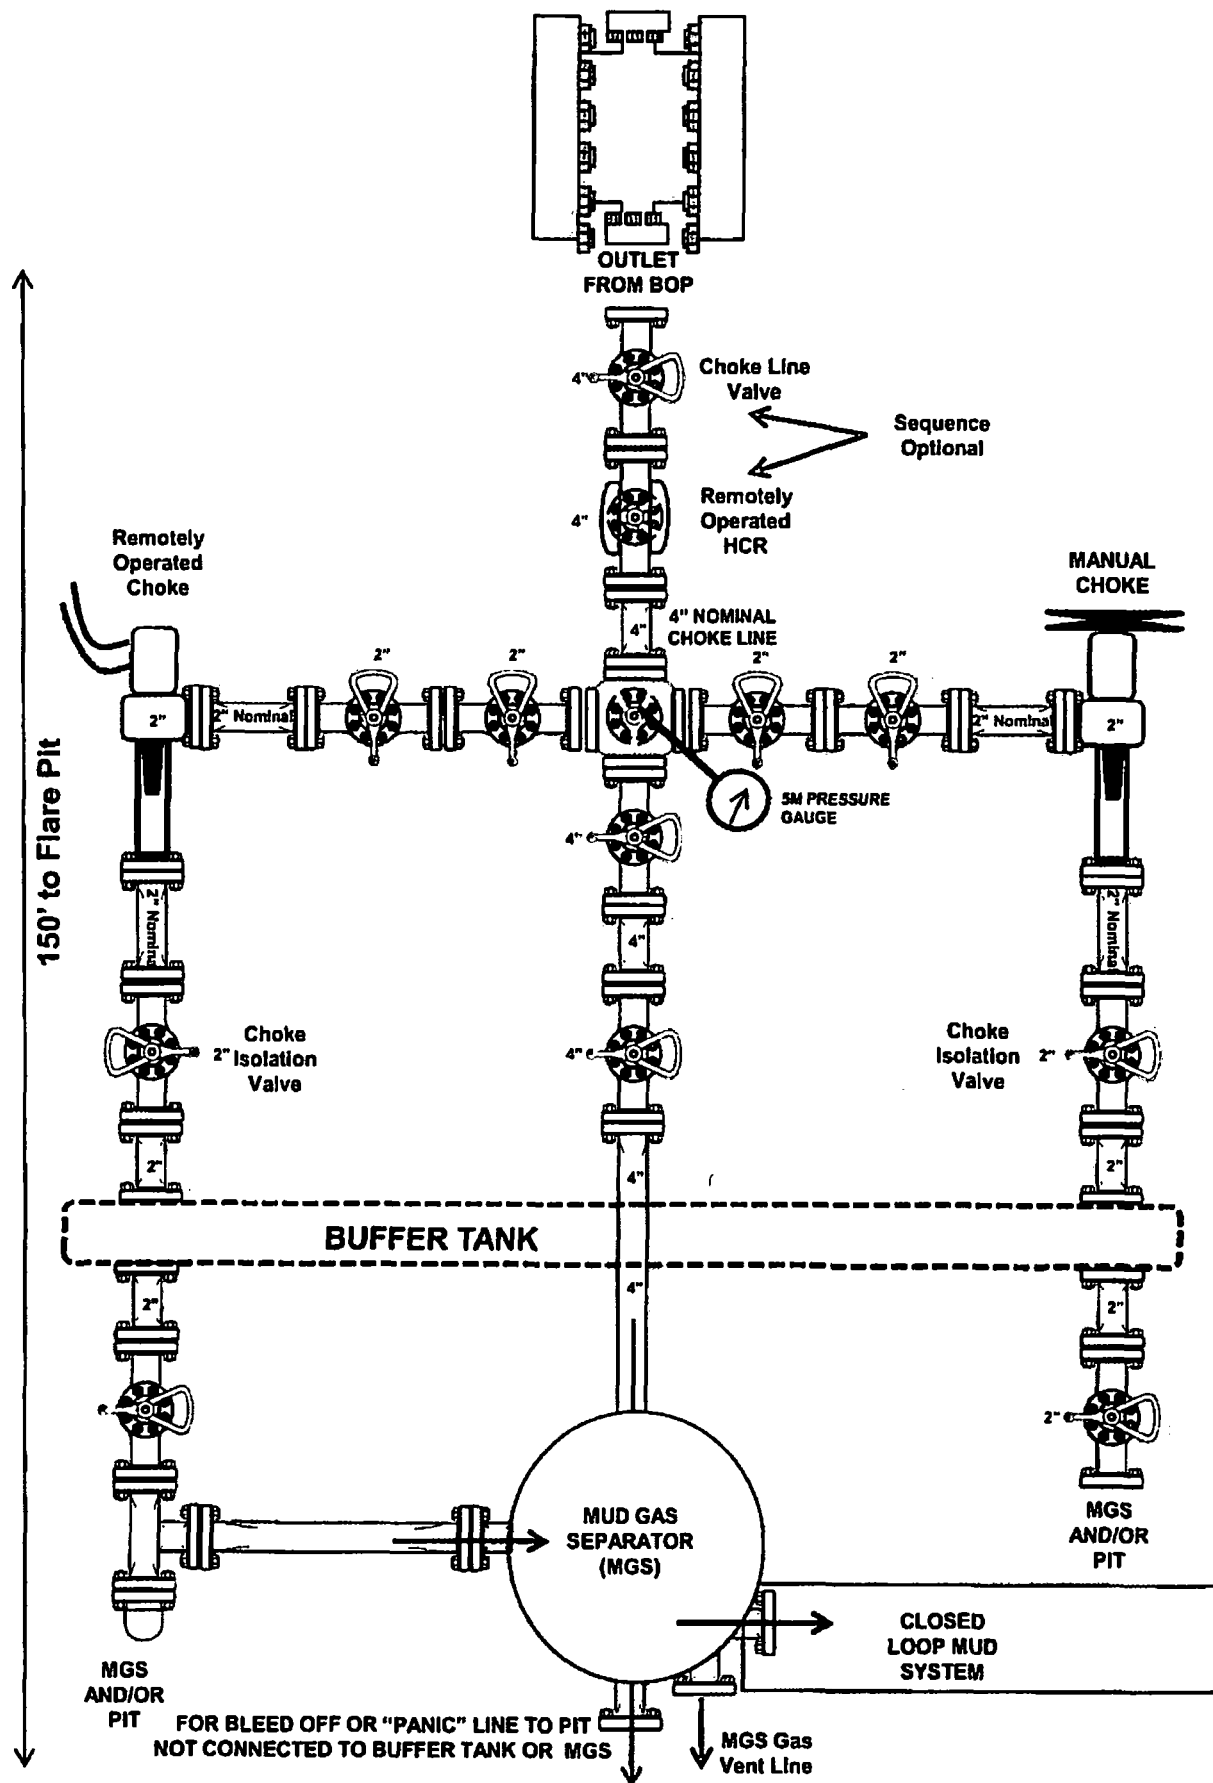 OUTLET
FROM BOP
4"
Choke Line
Valve
Sequence
Optional
4"
Remotely
Operated
HCR
Remotely
Operated
Choke
MANUAL
CHOKE
4"
4" NOMINAL
CHOKE LINE
2"
2"
2"
2"
2"
2" Nominal
2" Nominal
2"
5M PRESSURE
GAUGE
4"
150' to Flare Pit
2" Nominal
4"
2" Nominal
Choke
Isolation
Valve
2"
4"
Choke
Isolation
Valve
2"
2"
4"
2"
BUFFER TANK
2"
4"
2"
2"
MUD GAS
SEPARATOR
(MGS)
MGS
AND/OR
PIT
CLOSED
LOOP MUD
SYSTEM
MGS
AND/OR
PIT
FOR BLEED OFF OR "PANIC" LINE TO PIT
NOT CONNECTED TO BUFFER TANK OR MGS
MGS Gas
Vent Line